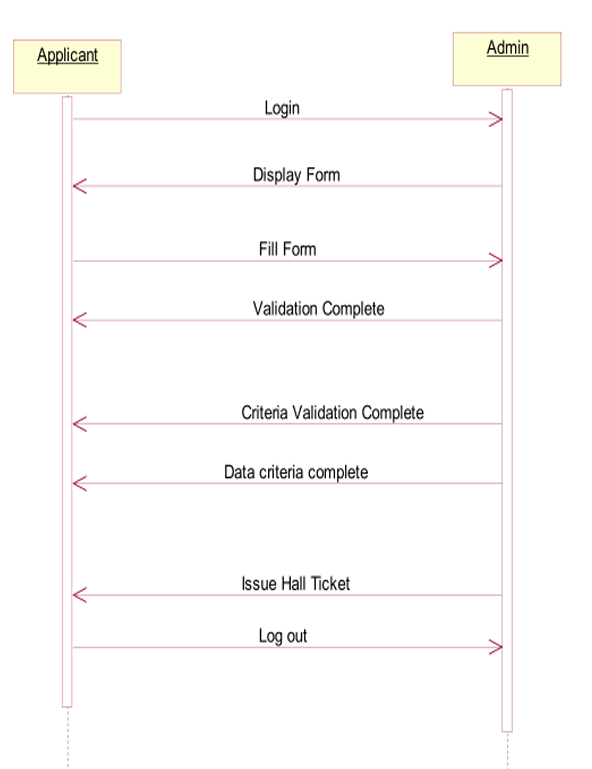 Applicant
Admin
Login
Display Form
Fill Form
Validation Complete
Criteria Validation Complete
Data criteria complete
Issue Hall Ticket
Log out